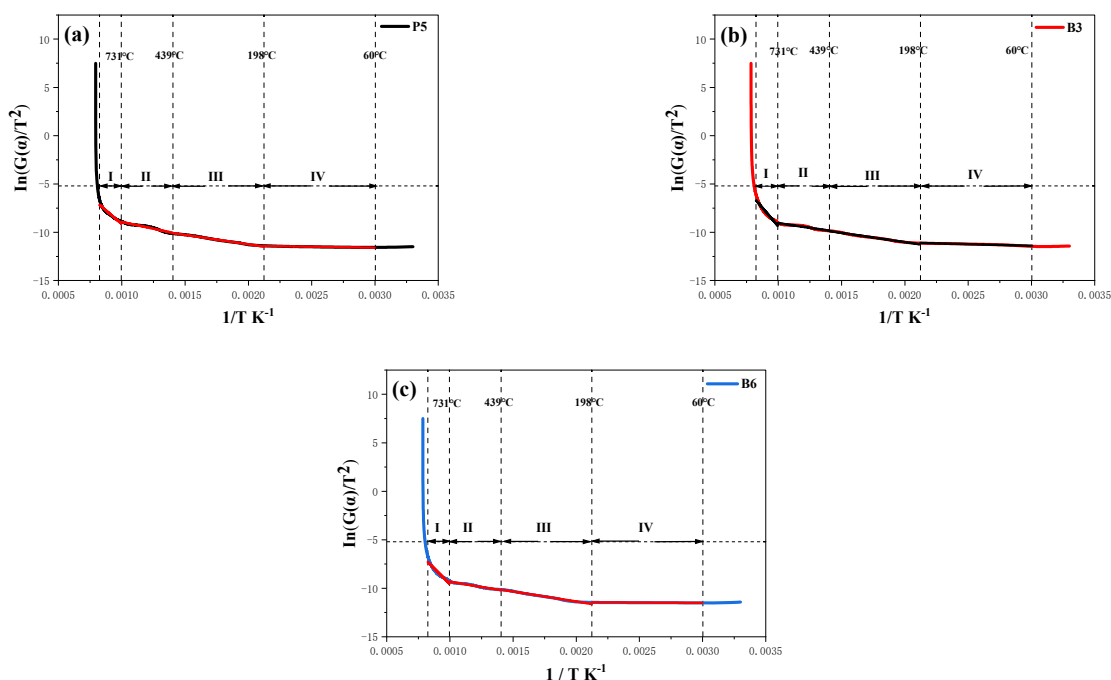 (a)
P5
731℃ 439℃ 198℃ 60℃
10
5
0
-5
-10
-15
I II III IV
In(G(α)/T²)
0.0005 0.0010 0.0015 0.0020 0.0025 0.0030 0.0035
1/T K⁻¹
(b)
B3
731℃ 439℃ 198℃ 60℃
10
5
0
-5
-10
-15
I II III IV
In(G(α)/T²)
0.0005 0.0010 0.0015 0.0020 0.0025 0.0030 0.0035
1/T K⁻¹
(c)
B6
731℃ 439℃ 198℃ 60℃
10
5
0
-5
-10
-15
I II III IV
In(G(α)/T²)
0.0005 0.0010 0.0015 0.0020 0.0025 0.0030 0.0035
1 / T K⁻¹